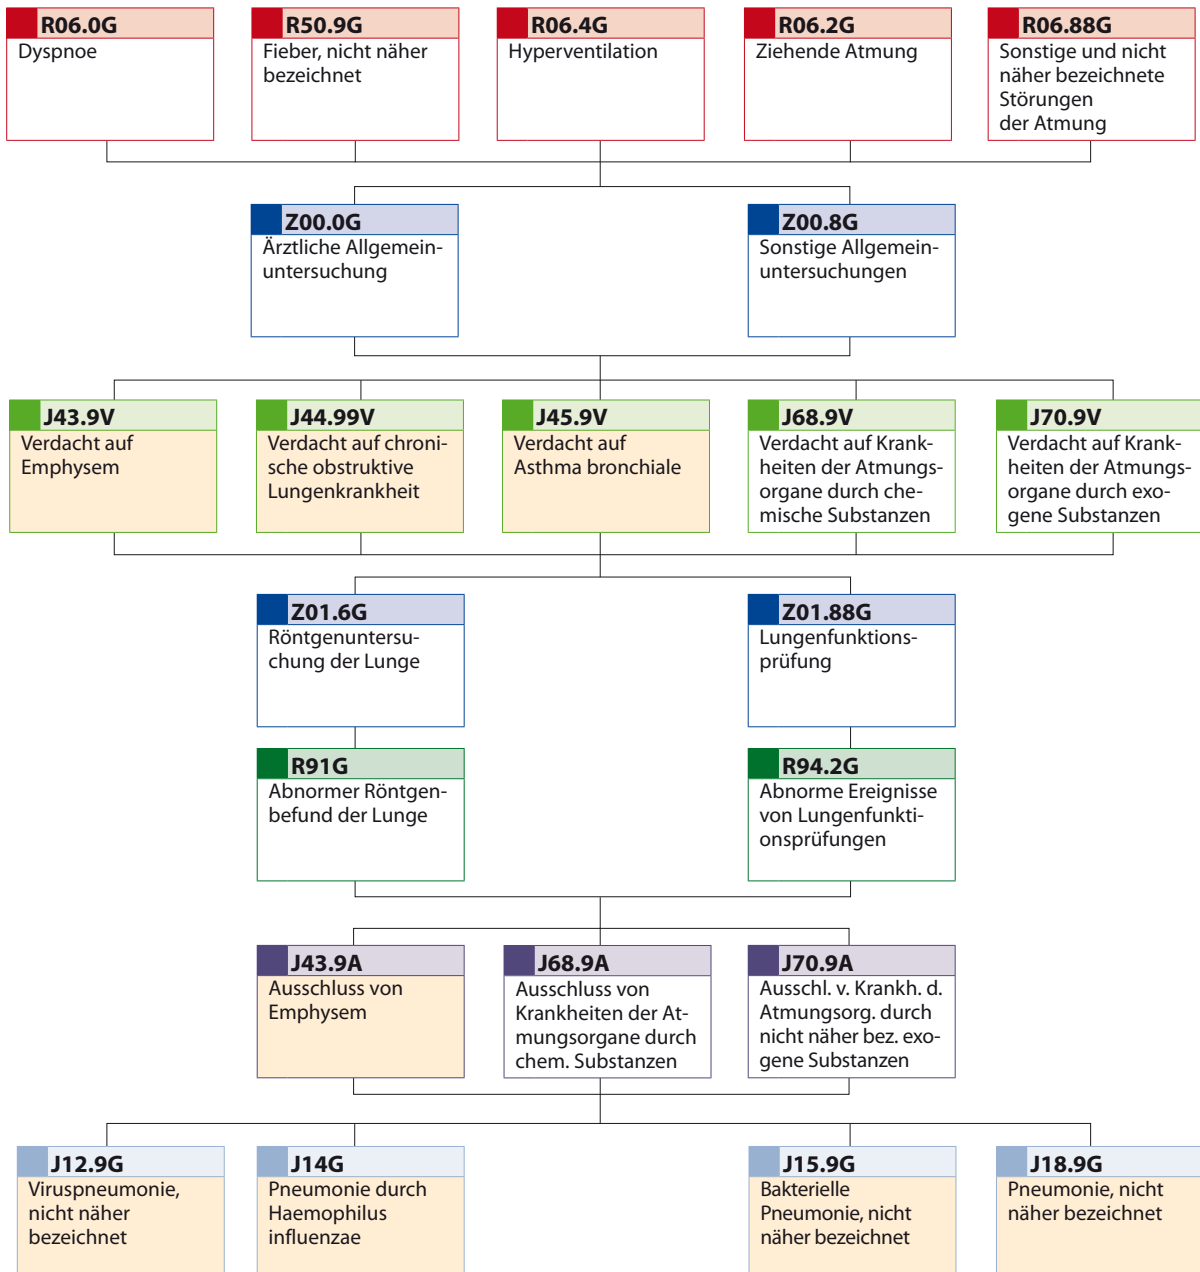 R06.0G
Dyspnoe
R50.9G
Fieber, nicht näher
bezeichnet
R06.4G
Hyperventilation
R06.2G
Ziehende Atmung
R06.88G
Sonstige und nicht
näher bezeichnete
Störungen
der Atmung
Z00.0G
Ärztliche Allgemein-
untersuchung
Z00.8G
Sonstige Allgemein-
untersuchungen
J43.9V
Verdacht auf
Emphysem
J44.99V
Verdacht auf chroni-
sche obstruktive
Lungenkrankheit
J45.9V
Verdacht auf
Asthma bronchiale
J68.9V
Verdacht auf Krank-
heiten der Atmungs-
organe durch che-
mische Substanzen
J70.9V
Verdacht auf Krank-
heiten der Atmungs-
organe durch exo-
gene Substanzen
Z01.6G
Röntgenuntersu-
chung der Lunge
Z01.88G
Lungenfunktions-
prüfung
R91G
Abnormer Röntgen-
befund der Lunge
R94.2G
Abnorme Ereignisse
von Lungenfunkti-
onsprüfungen
J43.9A
Ausschluss von
Emphysem
J68.9A
Ausschluss von
Krankheiten der At-
mungsorgane durch
chem. Substanzen
J70.9A
Ausschl. v. Krankh. d.
Atmungsorg. durch
nicht näher bez. exo-
gene Substanzen
J12.9G
Viruspneumonie,
nicht näher
bezeichnet
J14G
Pneumonie durch
Haemophilus
influenzae
J15.9G
Bakterielle
Pneumonie, nicht
näher bezeichnet
J18.9G
Pneumonie, nicht
näher bezeichnet